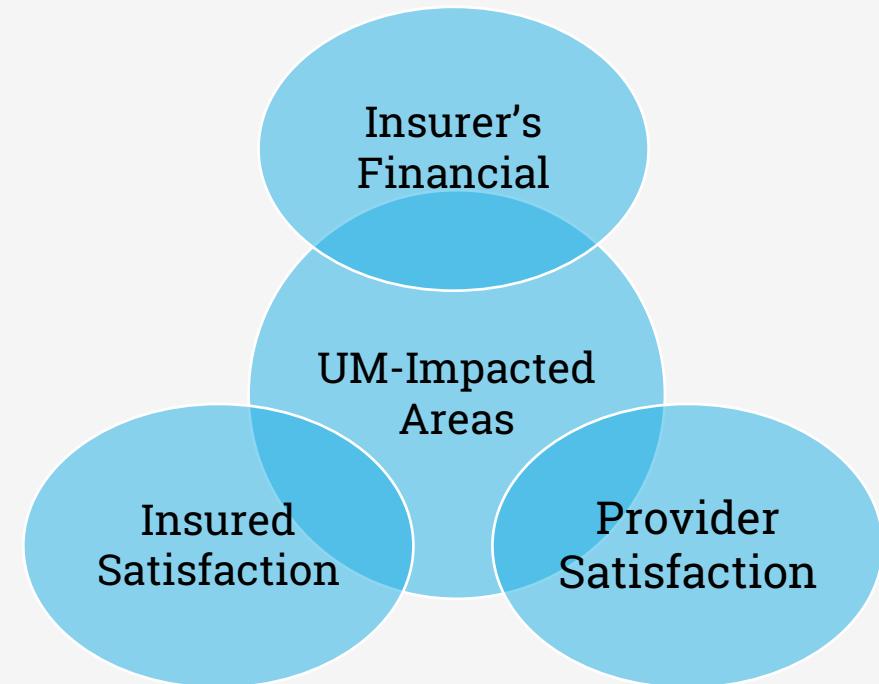 Insurer’s
Financial
UM-Impacted
Areas
Insured
Satisfaction
Provider
Satisfaction